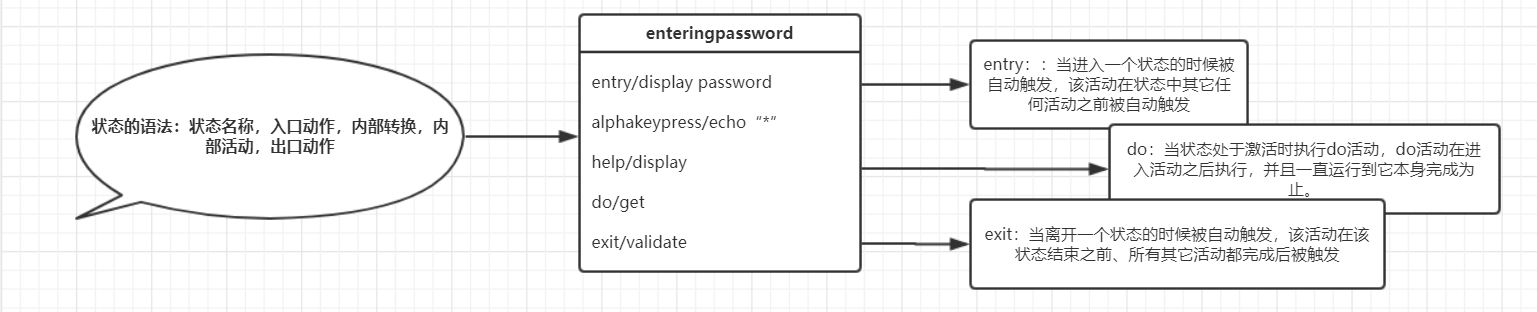 状态的语法：状态名称，入口动作，内部转换，内
部活动，出口动作
enteringpassword
entry/display password
alphakeypress/echo “*”
help/display
do/get
exit/validate
entry：：当进入一个状态的时候被
自动触发，该活动在状态中其它任
何活动之前被自动触发
do：当状态处于激活时执行do活动，do活动在进
入活动之后执行，并且一直运行到它本身完成为
止。
exit：当离开一个状态的时候被自动触发，该活动在该
状态结束之前、所有其它活动都完成后被触发